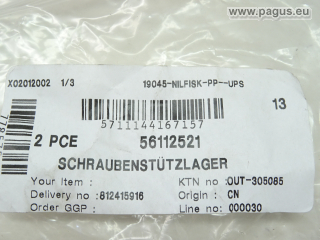 © www.pagus.eu
X02012002 1/3 19045-NILFISK-PP--UPS
13
5711144167157
2 PCE 56112521
SCHRAUBENSTÜTZLAGER
Your Item : KTN no :OUT-305085
Delivery no :812415916 Origin : CN
Order GGP : Line no: 000030